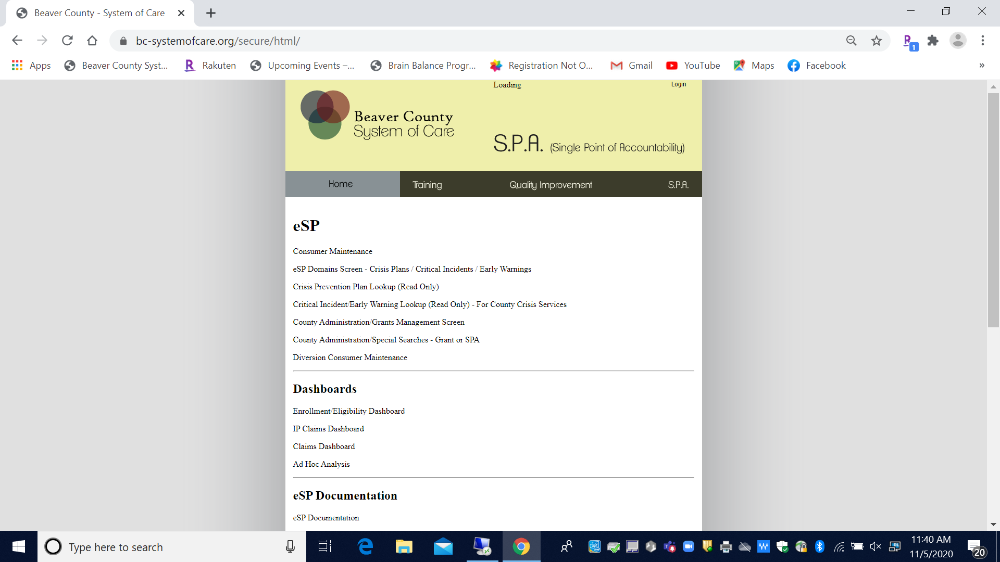 Beaver County - System of Care
bc-systemofcare.org/secure/html/
1
Apps
Beaver County Syst...
R
Rakuten
Upcoming Events –...
Brain Balance Progr...
Registration Not O...
Gmail
YouTube
Maps
Facebook
»
Loading
Login
Beaver County
System of Care
S.P.A. (Single Point of Accountability)
Home
Training
Quality Improvement
S.P.A.
eSP
Consumer Maintenance
eSP Domains Screen - Crisis Plans / Critical Incidents / Early Warnings
Crisis Prevention Plan Lookup (Read Only)
Critical Incident/Early Warning Lookup (Read Only) - For County Crisis Services
County Administration/Grants Management Screen
County Administration/Special Searches - Grant or SPA
Diversion Consumer Maintenance
Dashboards
Enrollment/Eligibility Dashboard
IP Claims Dashboard
Claims Dashboard
Ad Hoc Analysis
eSP Documentation
eSP Documentation
Type here to search
11:40 AM
11/5/2020
20